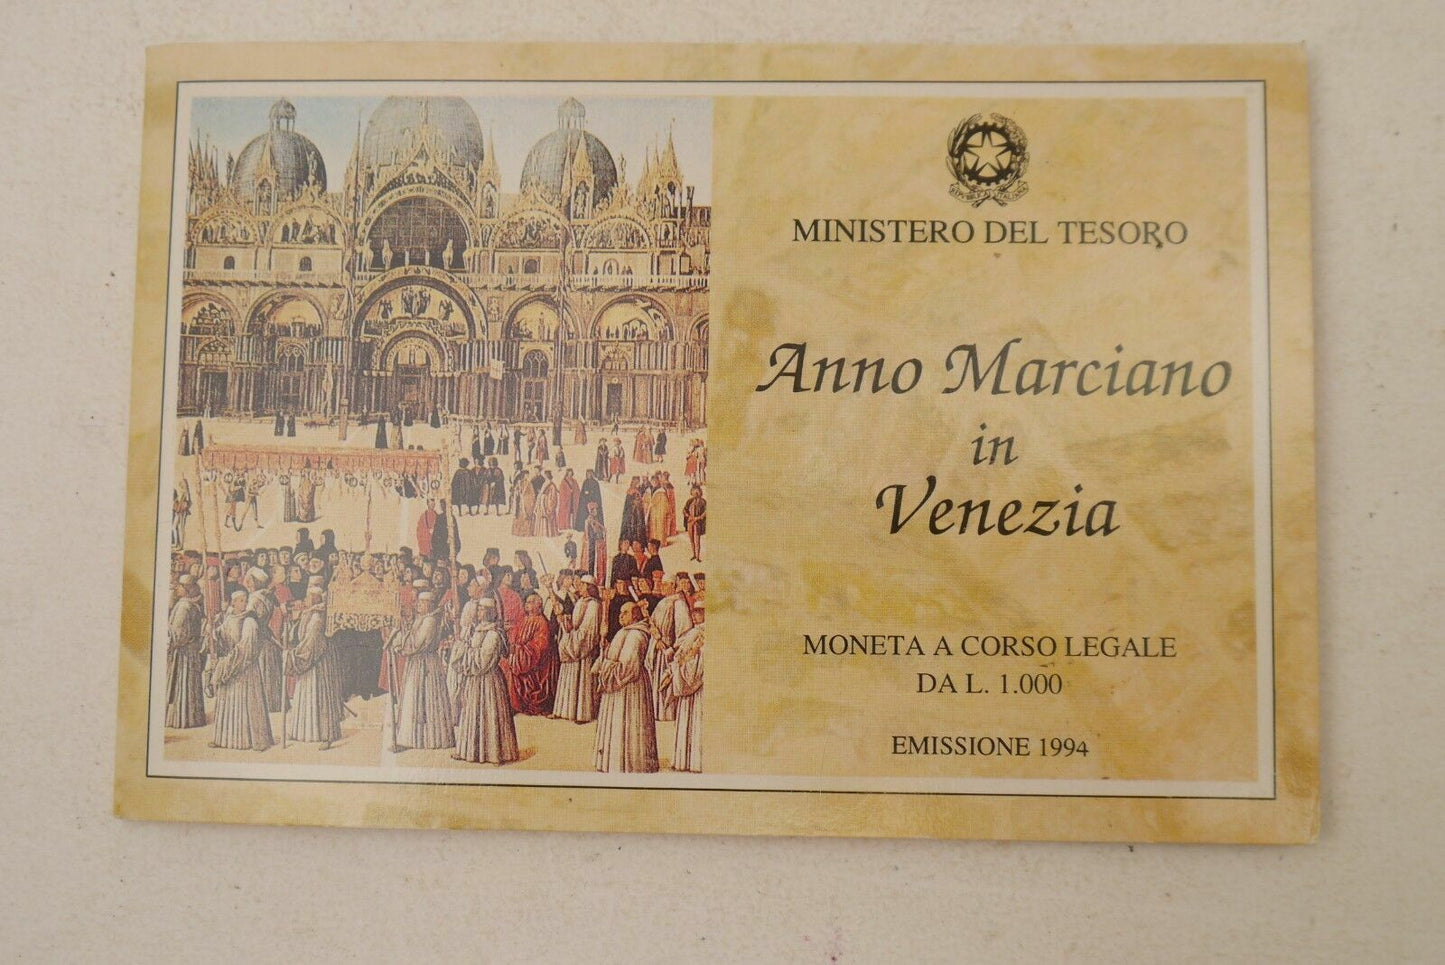 MINISTERO DEL TESORO
Anno Marciano
in
Venezia
MONETA A CORSO LEGALE
DA L. 1.000
EMISSIONE 1994